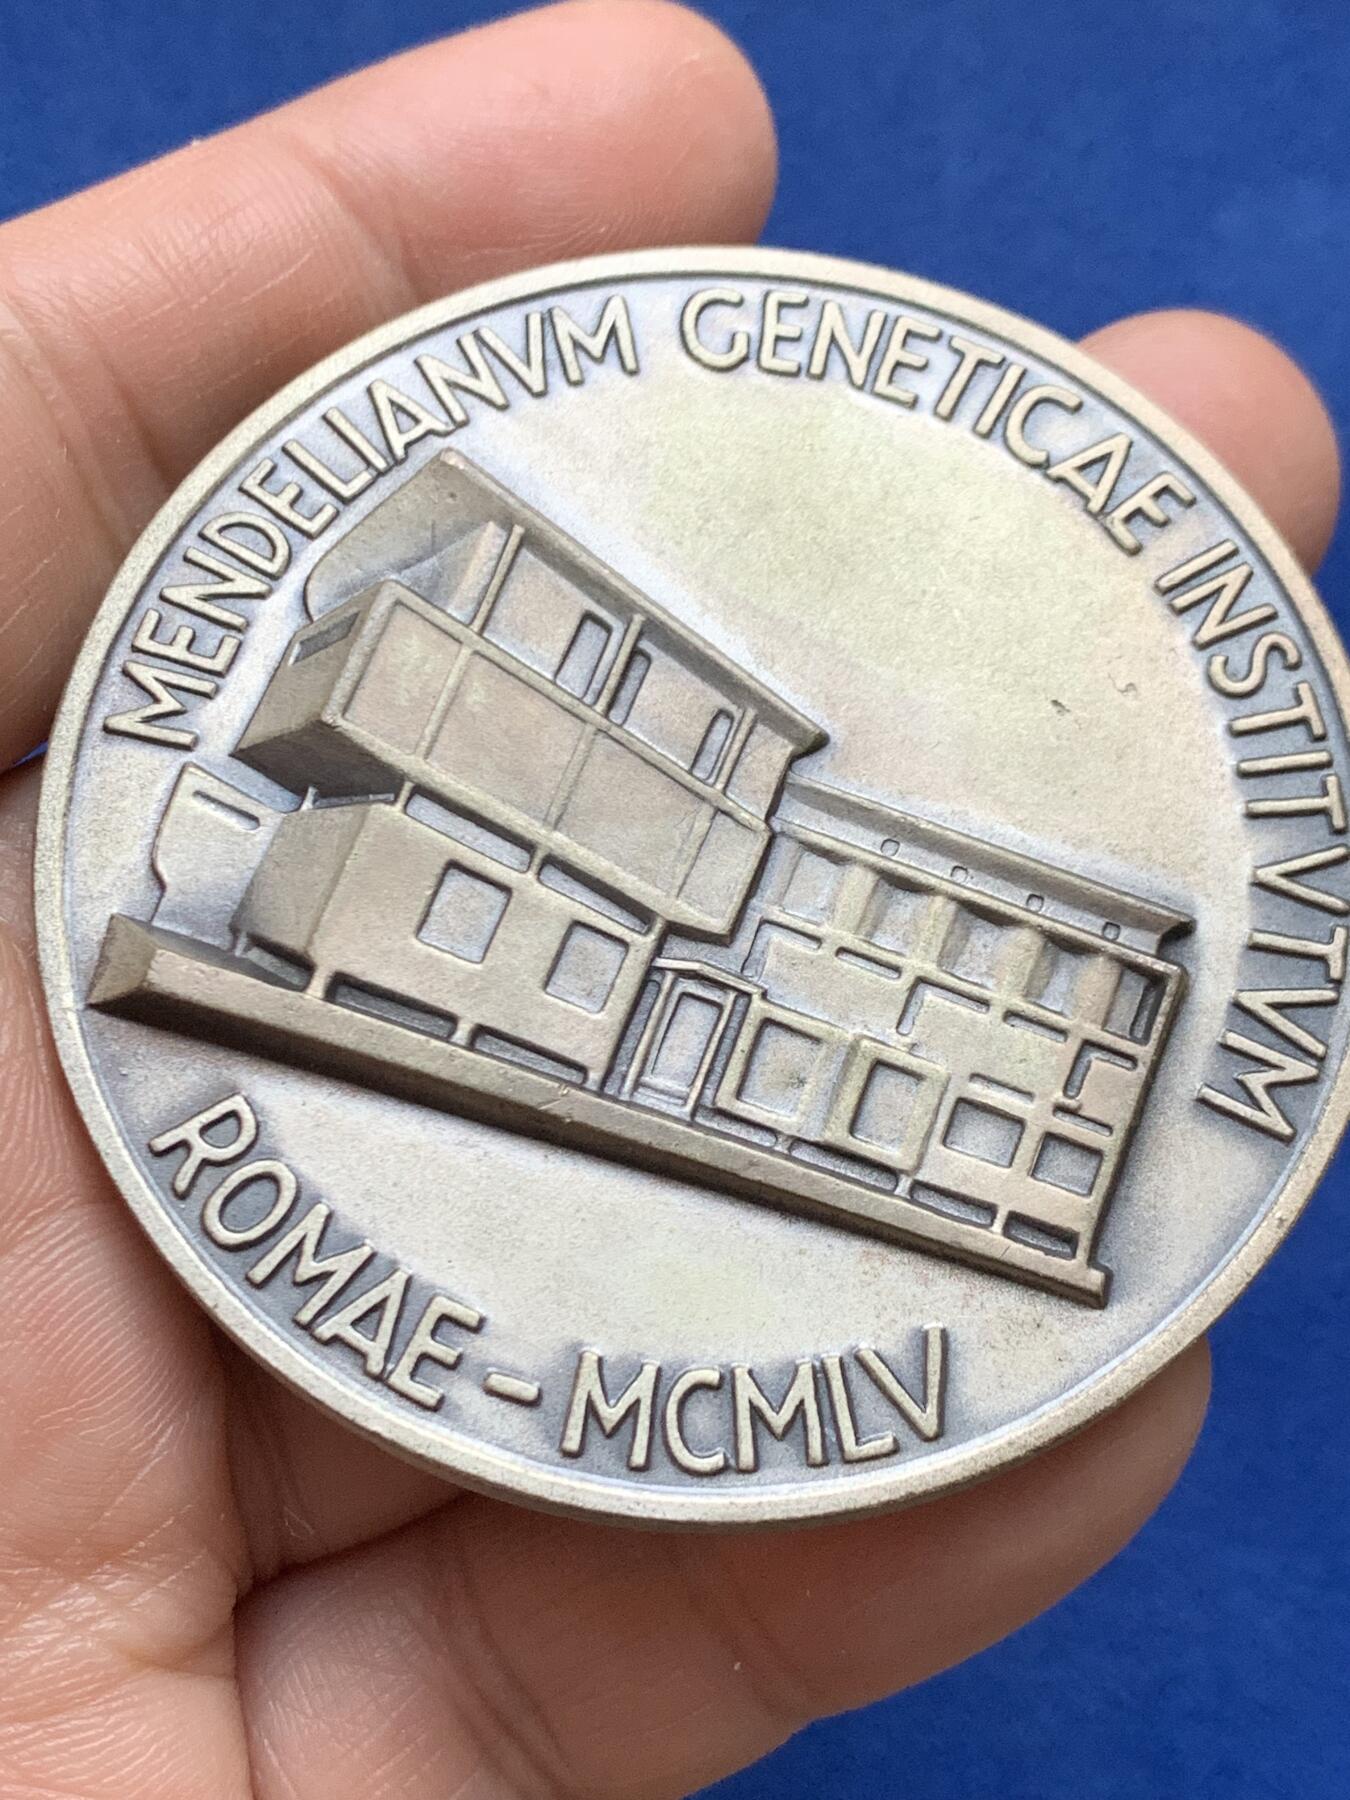 MENDELIANVM GENETICAE INSTITVTVM
ROMAE - MCMLV